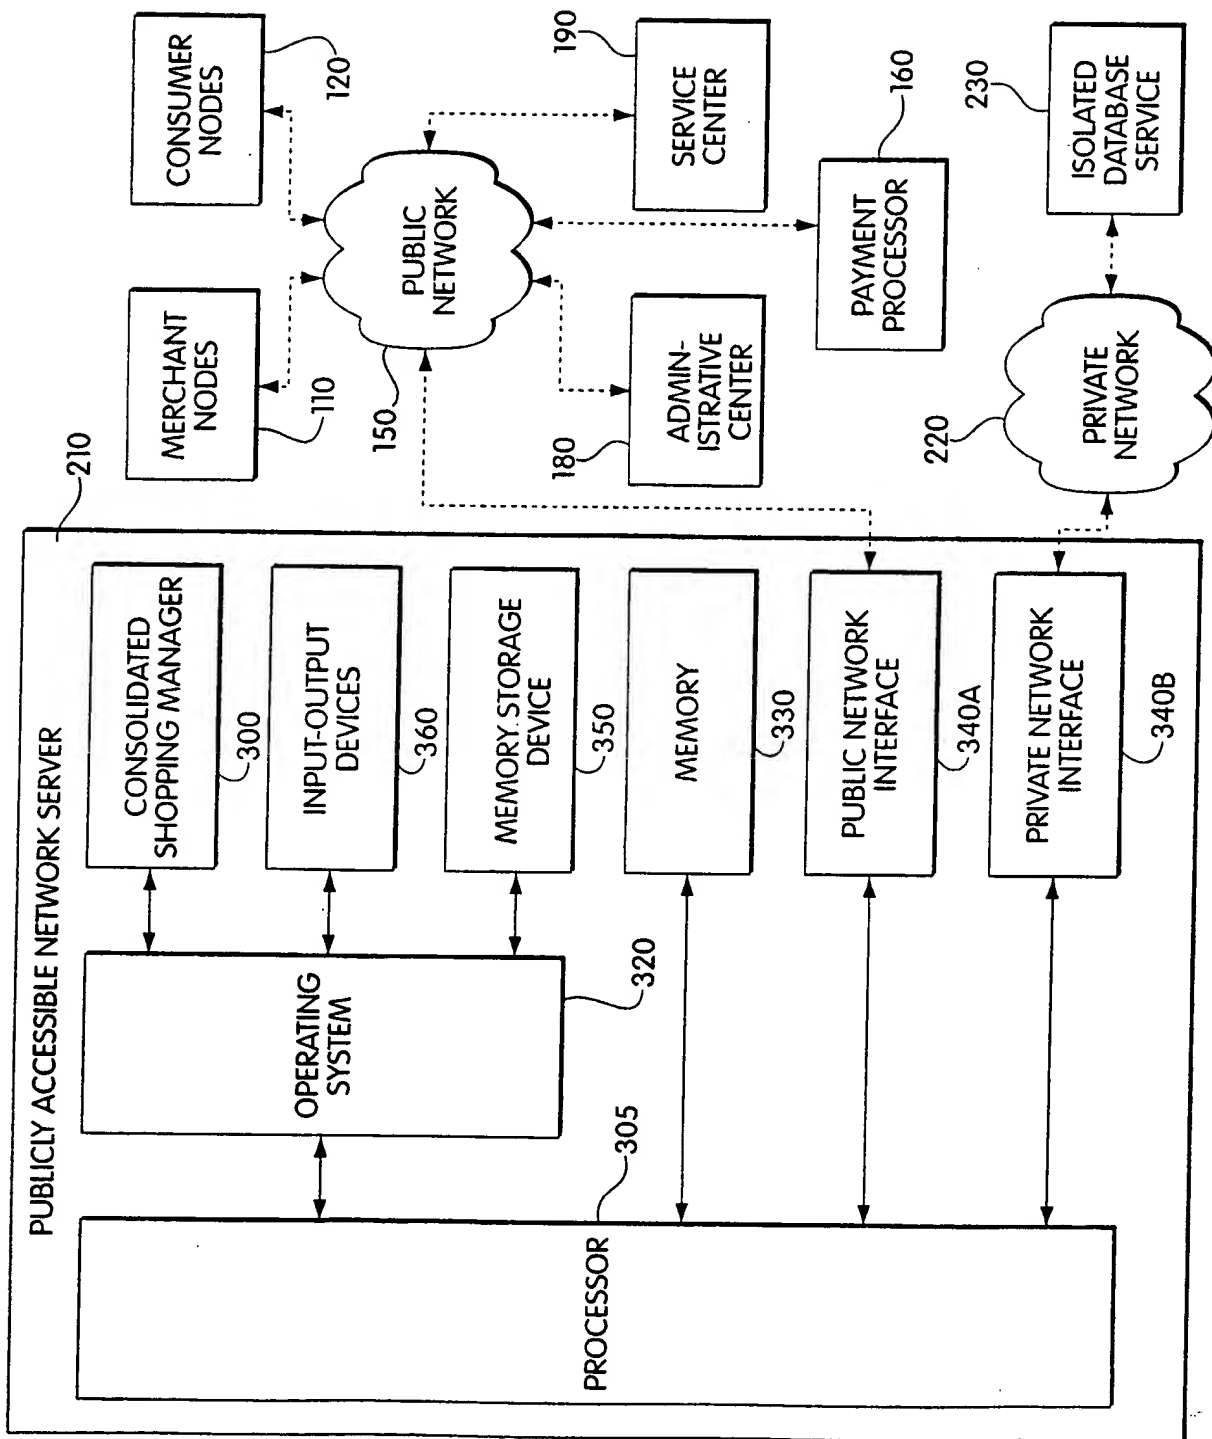 PUBLICLY ACCESSIBLE NETWORK SERVER
210
PROCESSOR
305
OPERATING
SYSTEM
320
CONSOLIDATED
SHOPPING MANAGER
300
INPUT-OUTPUT
DEVICES
360
MEMORY STORAGE
DEVICE
350
MEMORY
330
PUBLIC NETWORK
INTERFACE
340A
PRIVATE NETWORK
INTERFACE
340B
MERCHANT
NODES
110
CONSUMER
NODES
120
PUBLIC
NETWORK
150
ADMIN-
ISTRATIVE
CENTER
180
SERVICE
CENTER
190
PAYMENT
PROCESSOR
160
PRIVATE
NETWORK
220
ISOLATED
DATABASE
SERVICE
230